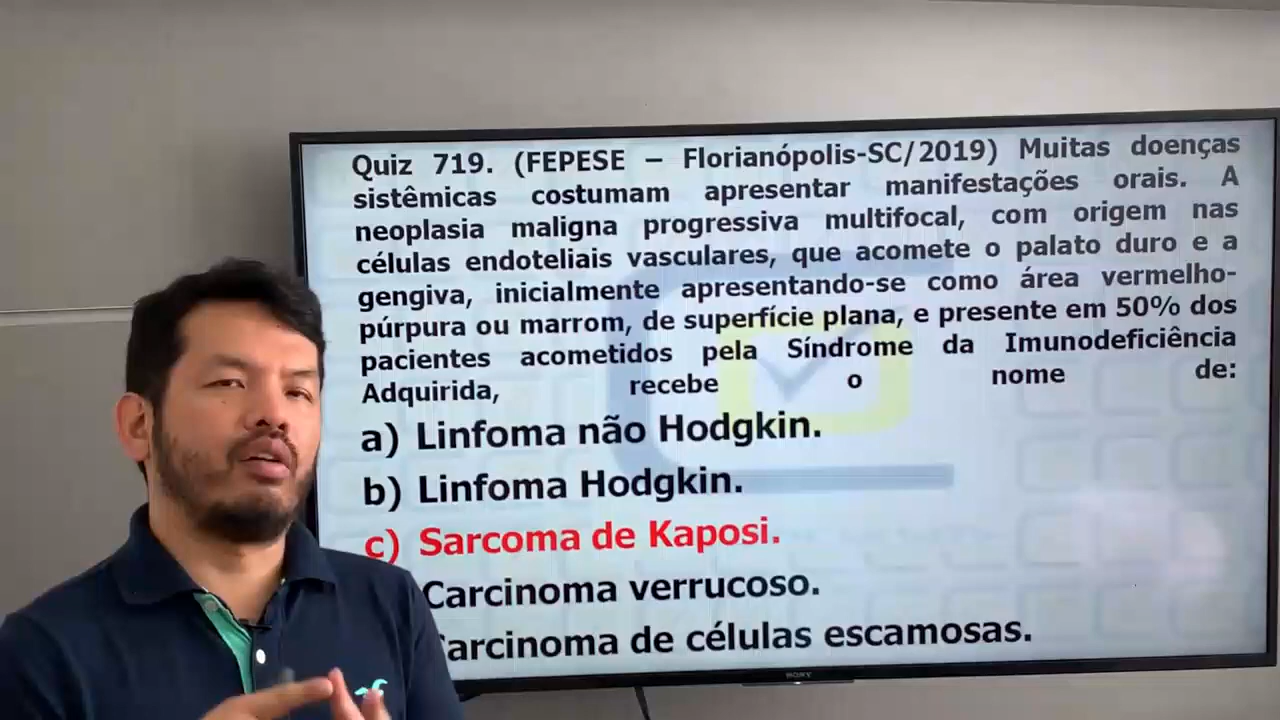 Quiz 719. (FEPESE – Florianópolis-SC/2019) Muitas doenças
sistêmicas costumam apresentar manifestações orais. A
neoplasia maligna progressiva multifocal, com origem nas
células endoteliais vasculares, que acomete o palato duro e a
gengiva, inicialmente apresentando-se como área vermelho-
púrpura ou marrom, de superfície plana, e presente em 50% dos
pacientes acometidos pela Síndrome da Imunodeficiência
Adquirida, recebe o nome de:
a) Linfoma não Hodgkin.
b) Linfoma Hodgkin.
c) Sarcoma de Kaposi.
Carcinoma verrucoso.
arcinoma de células escamosas.
SONY